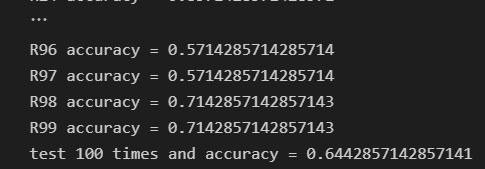 ...
R96 accuracy = 0.5714285714285714
R97 accuracy = 0.5714285714285714
R98 accuracy = 0.7142857142857143
R99 accuracy = 0.7142857142857143
test 100 times and accuracy = 0.6442857142857141